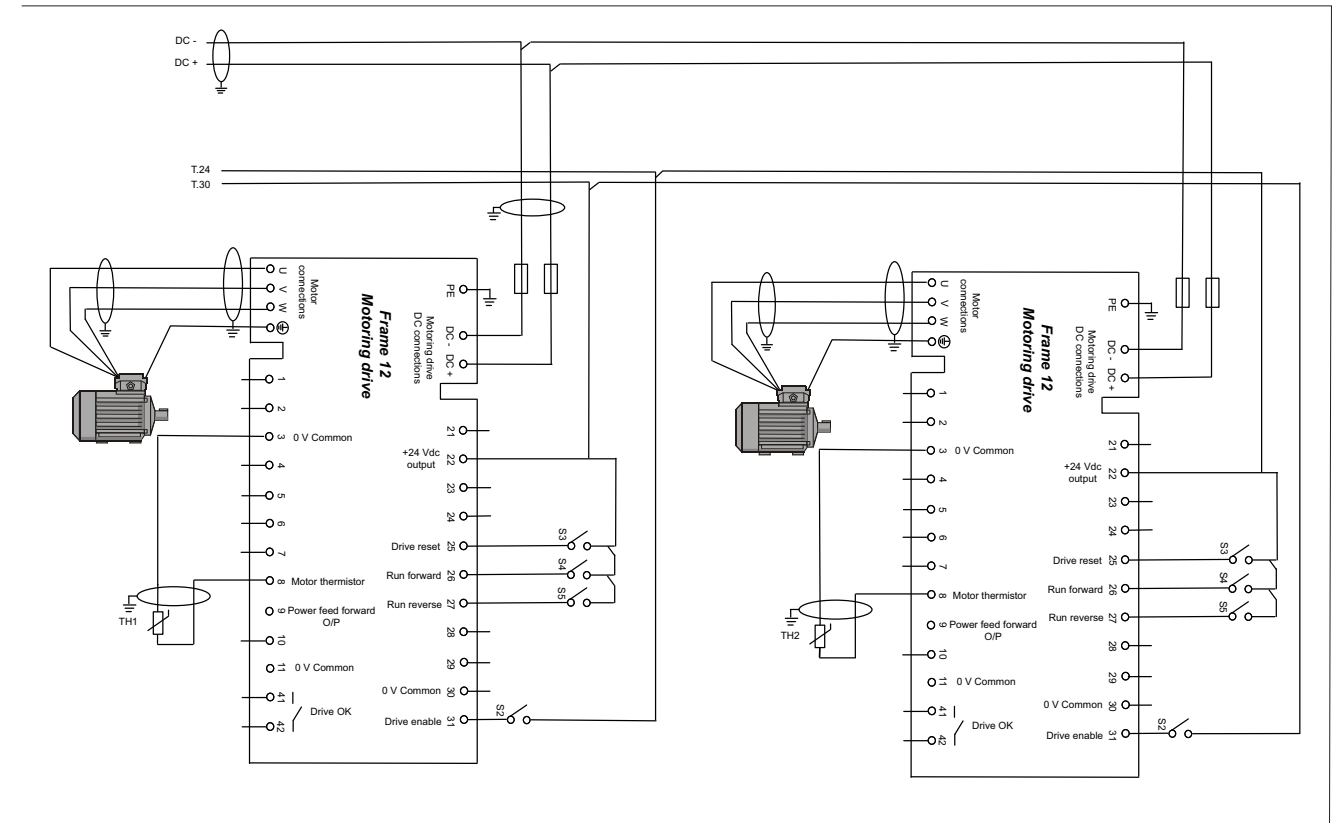 DC -
DC +
T.24
T.30
U
V
W
Motor
connections
Frame 12
Motoring drive
Motoring drive
DC connections
PE
DC -
DC +
1
2
3 0 V Common
4
5
6
7
8 Motor thermistor
9 Power feed forward
O/P
10
11 0 V Common
41
42
Drive OK
TH1
21
+24 Vdc
output 22
23
24
Drive reset 25
Run forward 26
Run reverse 27
28
29
0 V Common 30
Drive enable 31
S3
S4
S5
S2
U
V
W
Motor
connections
Frame 12
Motoring drive
Motoring drive
DC connections
PE
DC -
DC +
1
2
3 0 V Common
4
5
6
7
8 Motor thermistor
9 Power feed forward
O/P
10
11 0 V Common
41
42
Drive OK
TH2
21
+24 Vdc
output 22
23
24
Drive reset 25
Run forward 26
Run reverse 27
28
29
0 V Common 30
Drive enable 31
S3
S4
S5
S2